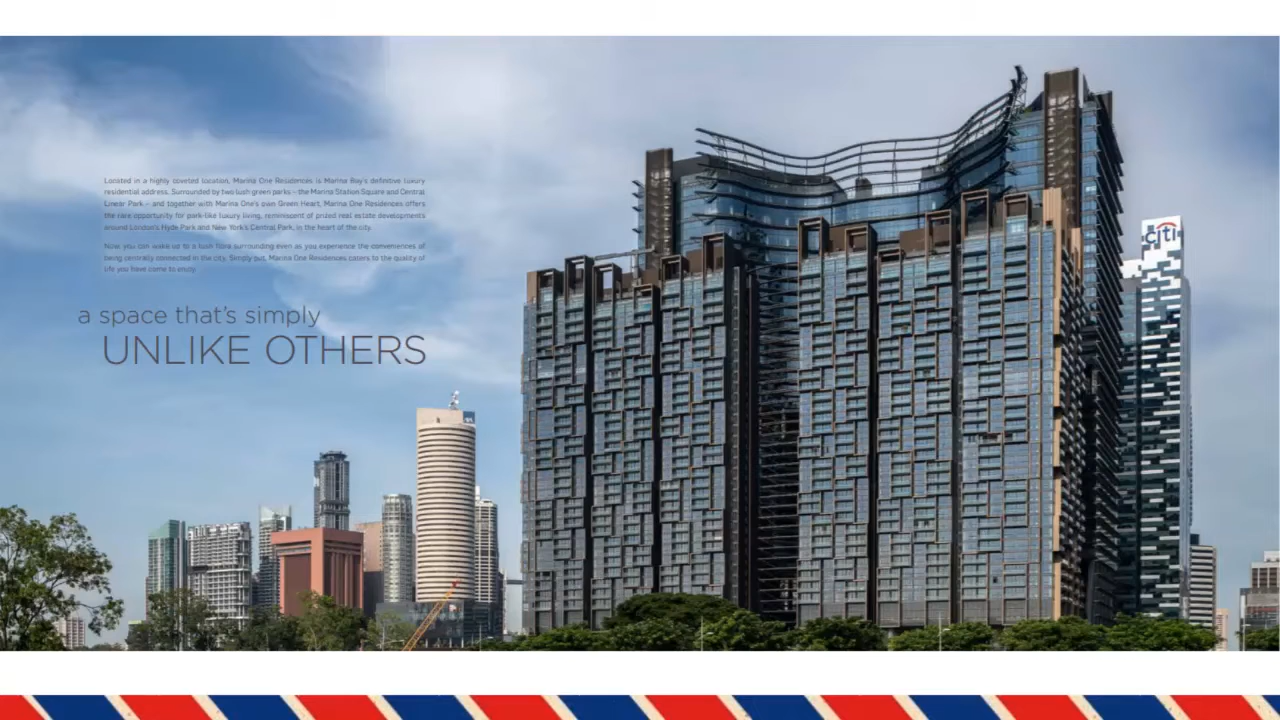 Located in a highly coveted location, Marina One Residences is Marina Bay's definitive luxury
residential address. Surrounded by two lush green parks – the Marina Station Square and Central
Linear Park – and together with Marina One's own Green Heart, Marina One Residences offers
the rare opportunity for park-like luxury living, reminiscent of prized real estate developments
around London's Hyde Park and New York's Central Park, in the heart of the city.
Now you can wake up to a lush flora surrounding even as you experience the conveniences of
being centrally connected in the city. Simply put, Marina One Residences caters to the quality of
life you have come to enjoy.
a space that's simply
UNLIKE OTHERS
citi